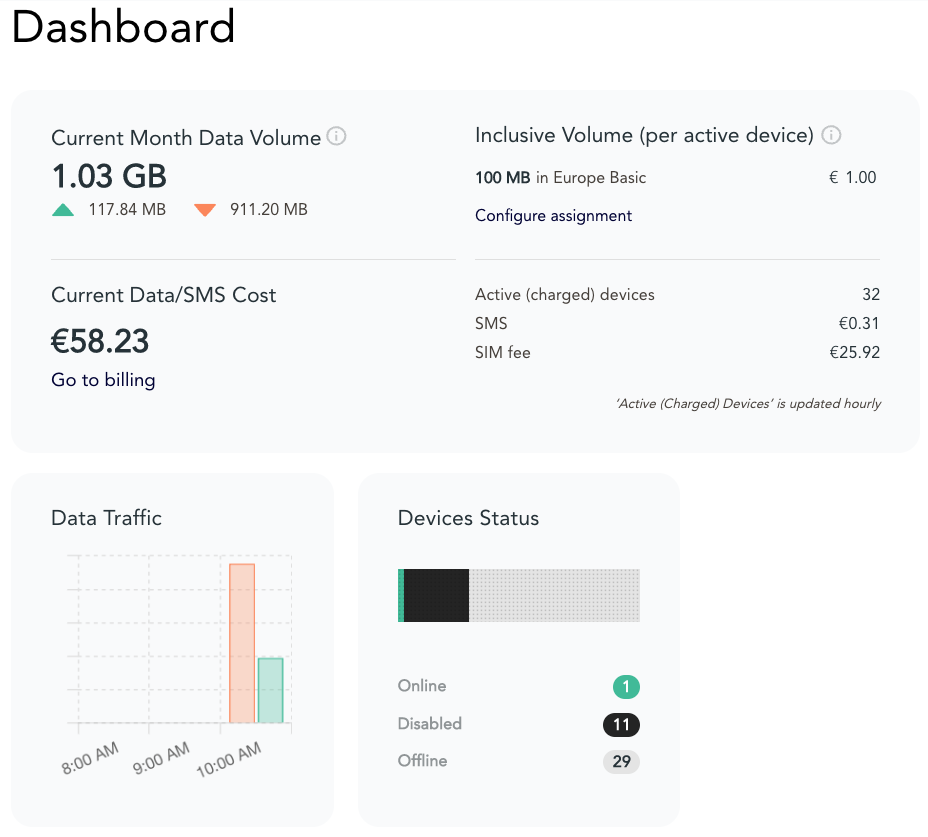 Dashboard
Current Month Data Volume
1.03 GB
117.84 MB 911.20 MB
Inclusive Volume (per active device)
100 MB in Europe Basic € 1.00
Configure assignment
Current Data/SMS Cost
€58.23
Go to billing
Active (charged) devices 32
SMS €0.31
SIM fee €25.92
'Active (Charged) Devices' is updated hourly
Data Traffic
8:00 AM 9:00 AM 10:00 AM
Devices Status
Online 1
Disabled 11
Offline 29